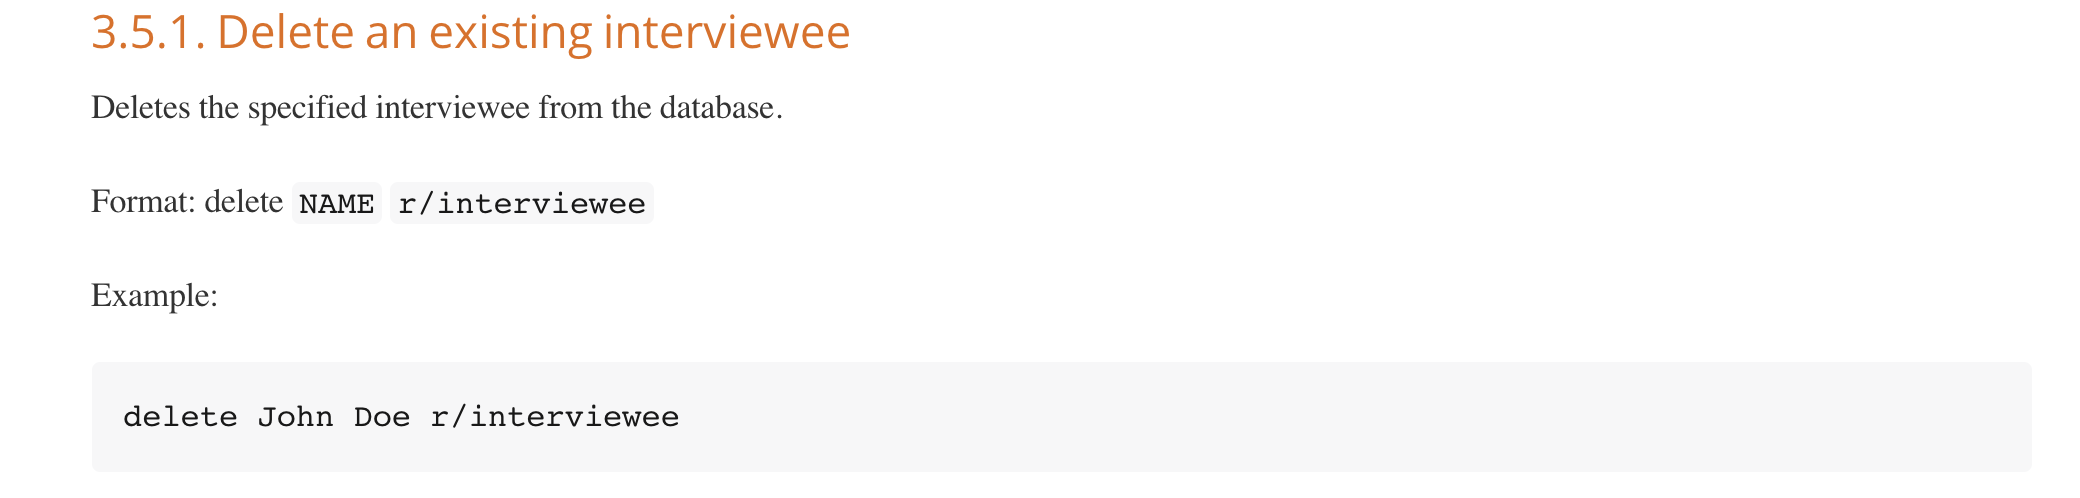 3.5.1. Delete an existing interviewee
Deletes the specified interviewee from the database.
Format: delete NAME r/interviewee
Example:
delete John Doe r/interviewee